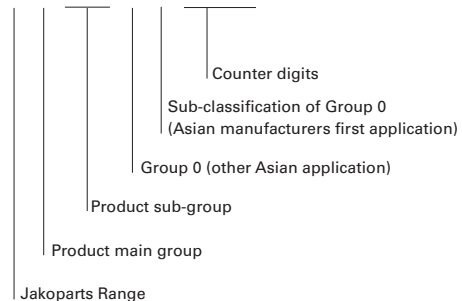 Counter digits
Sub-classification of Group 0
(Asian manufacturers first application)
Group 0 (other Asian application)
Product sub-group
Product main group
Jakoparts Range